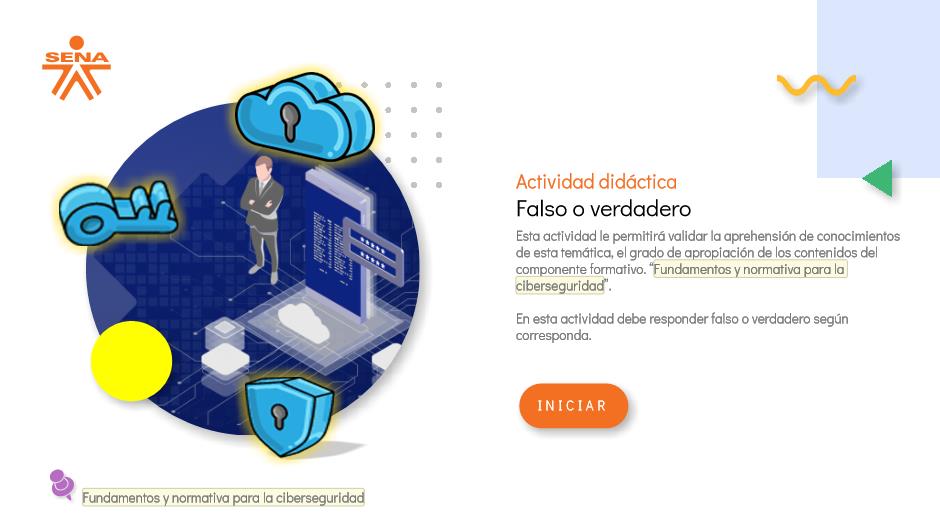 SENA
Actividad didáctica
Falso o verdadero
Esta actividad le permitirá validar la aprehensión de conocimientos
de esta temática, el grado de apropiación de los contenidos del
componente formativo. “Fundamentos y normativa para la
ciberseguridad”.
En esta actividad debe responder falso o verdadero según
corresponda.
INICIAR
Fundamentos y normativa para la ciberseguridad